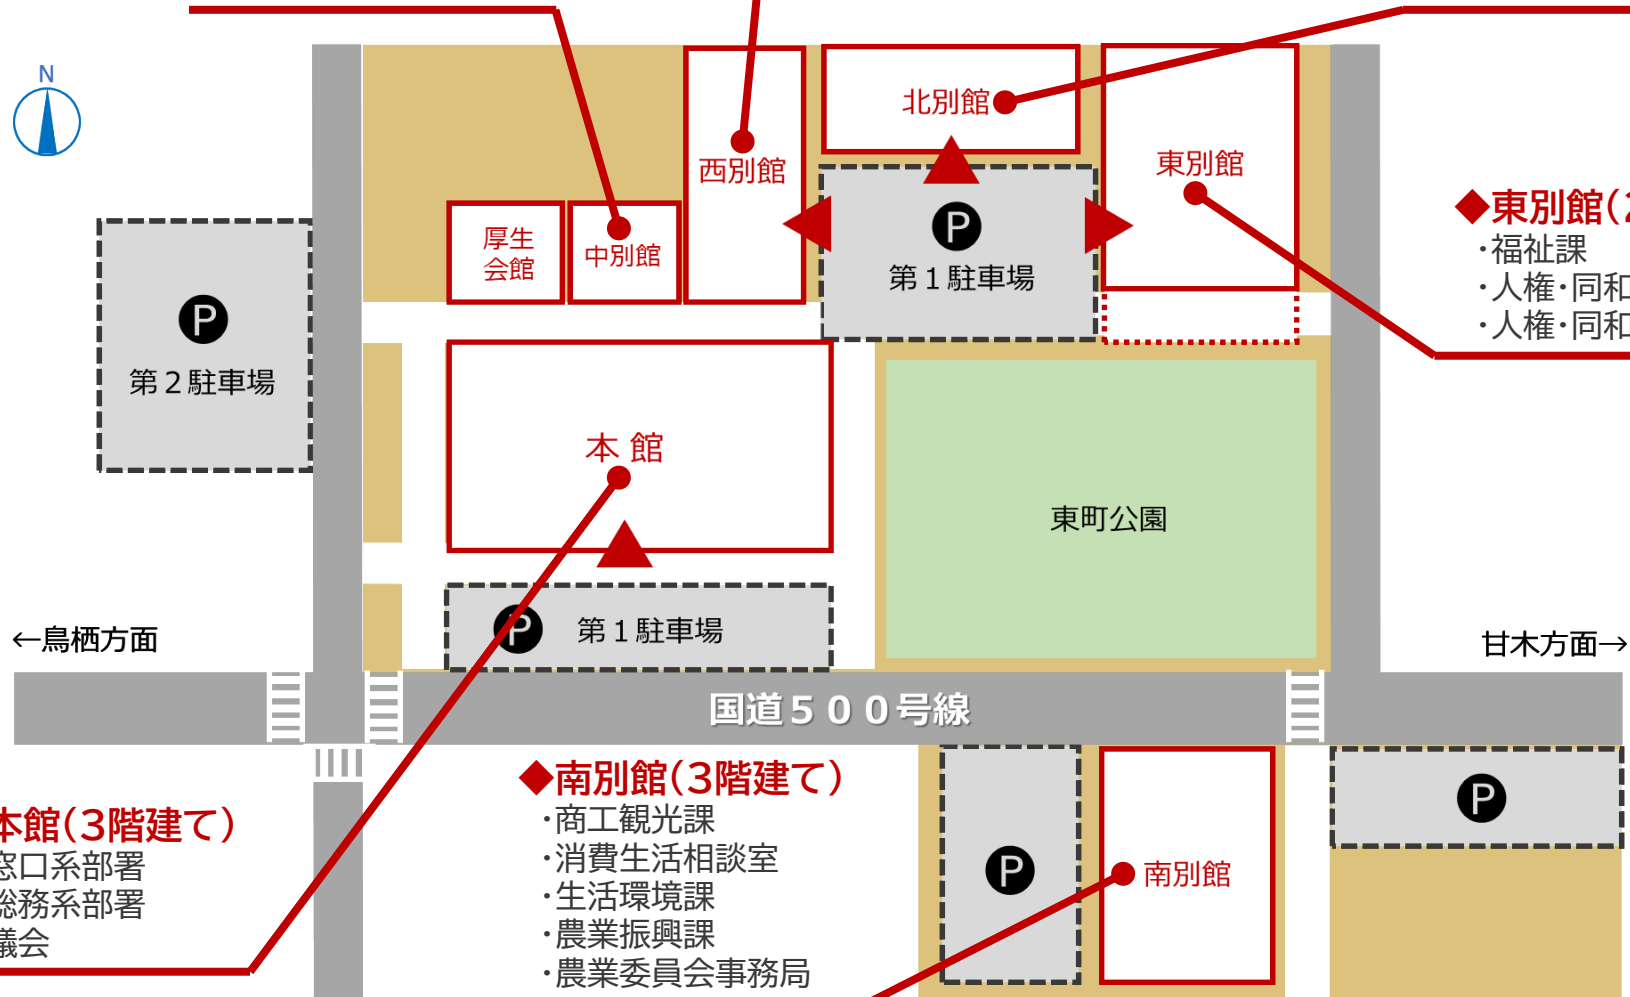 N
北別館
東別館
西別館
◆東別館(2
・福祉課
・人権・同和
・人権・同和
厚生
会館
中別館
P
第1駐車場
P
第2駐車場
本 館
東町公園
P
第1駐車場
←鳥栖方面
甘木方面→
国道500号線
◆南別館(3階建て)
・商工観光課
・消費生活相談室
・生活環境課
・農業振興課
・農業委員会事務局
本館(3階建て)
窓口系部署
総務系部署
議会
P
P
南別館